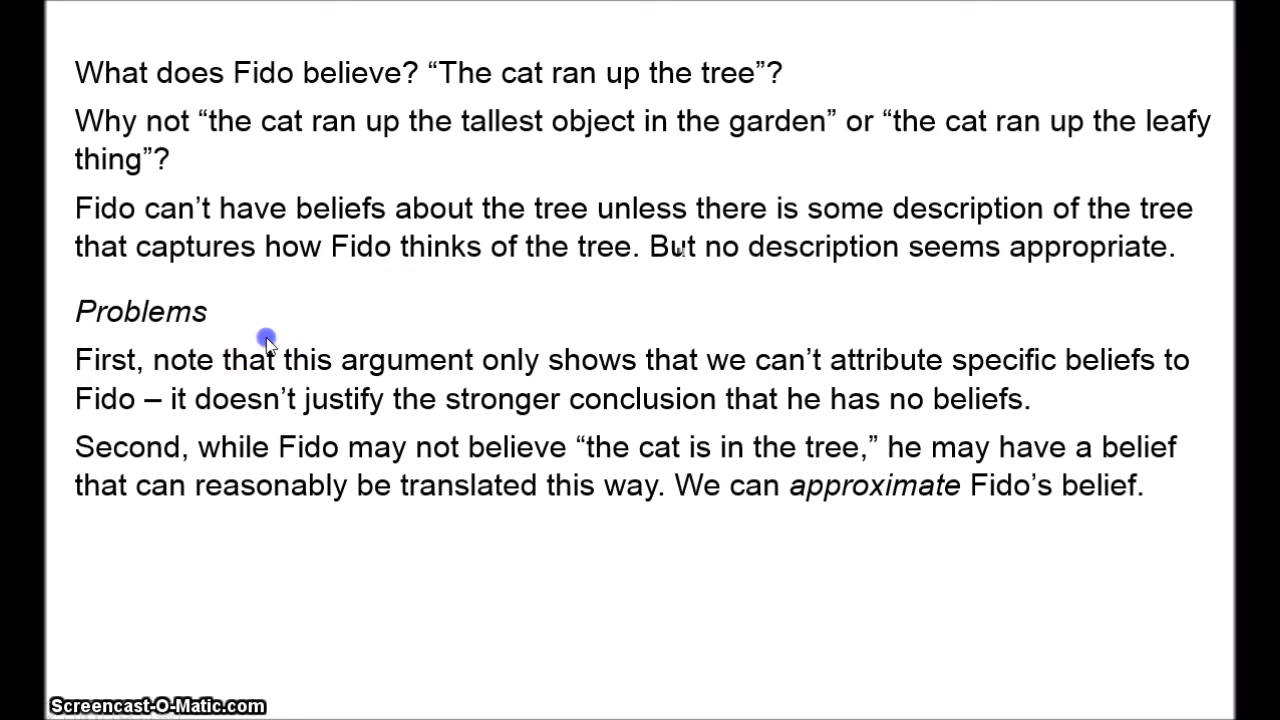 What does Fido believe? “The cat ran up the tree”?
Why not “the cat ran up the tallest object in the garden” or “the cat ran up the leafy
thing”?
Fido can’t have beliefs about the tree unless there is some description of the tree
that captures how Fido thinks of the tree. But no description seems appropriate.
Problems
First, note that this argument only shows that we can’t attribute specific beliefs to
Fido – it doesn’t justify the stronger conclusion that he has no beliefs.
Second, while Fido may not believe “the cat is in the tree,” he may have a belief
that can reasonably be translated this way. We can approximate Fido’s belief.
Screencast-O-Matic.com